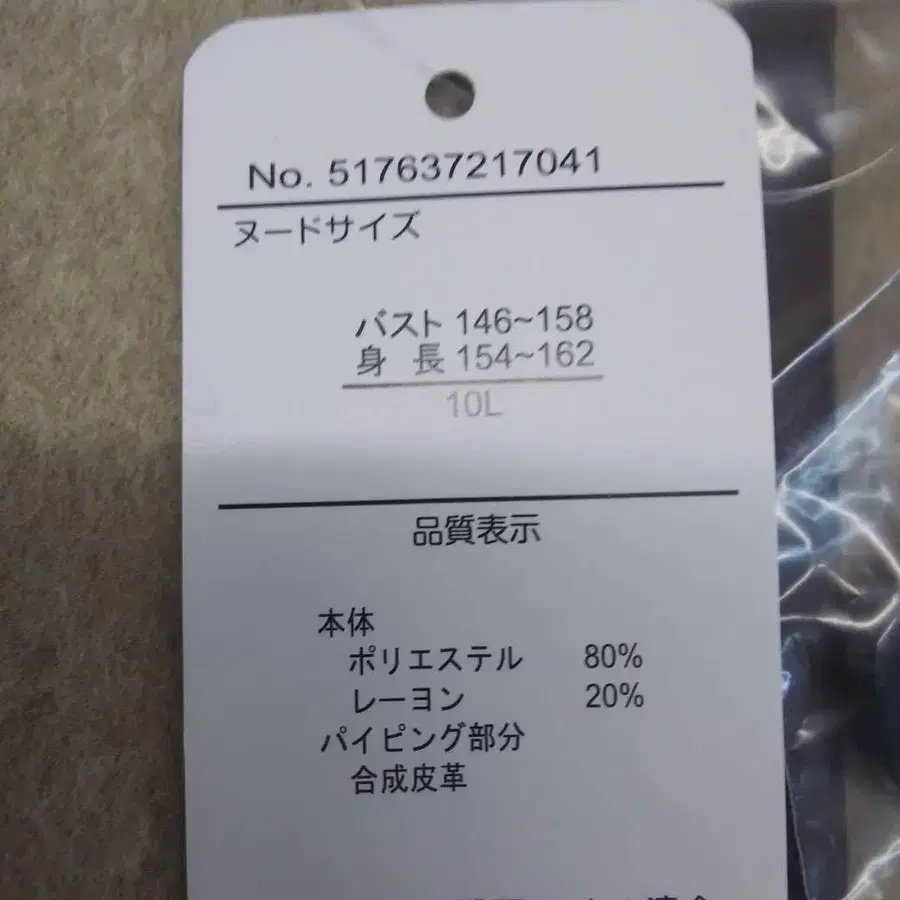 No. 517637217041
ヌードサイズ
バスト 146~158
身 長 154~162
10L
品質表示
本体
ポリエステル 80%
レーヨン 20%
パイピング部分
合成皮革